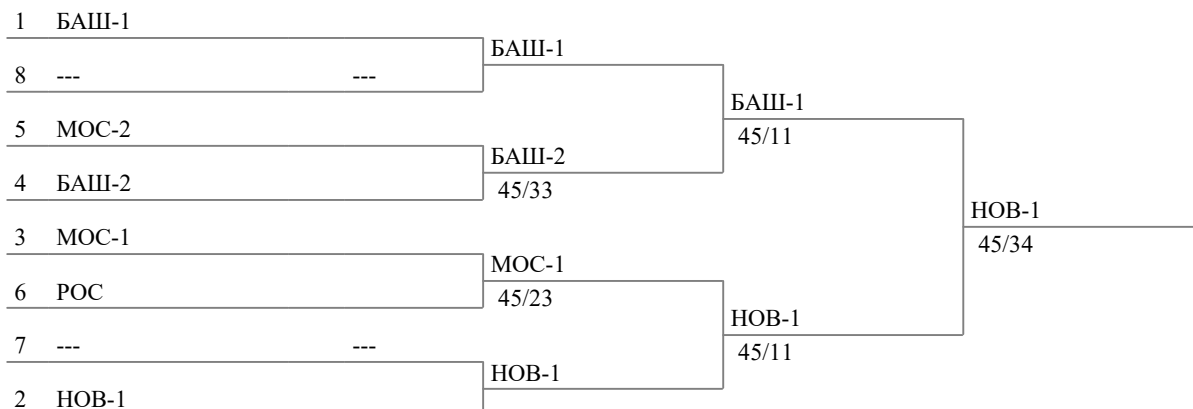 1 БАШ-1
БАШ-1
8 --- ---
БАШ-1
45/11
5 МОС-2
БАШ-2
45/33
4 БАШ-2
НОВ-1
45/34
3 МОС-1
МОС-1
45/23
6 РОС
НОВ-1
45/11
7 --- ---
НОВ-1
2 НОВ-1